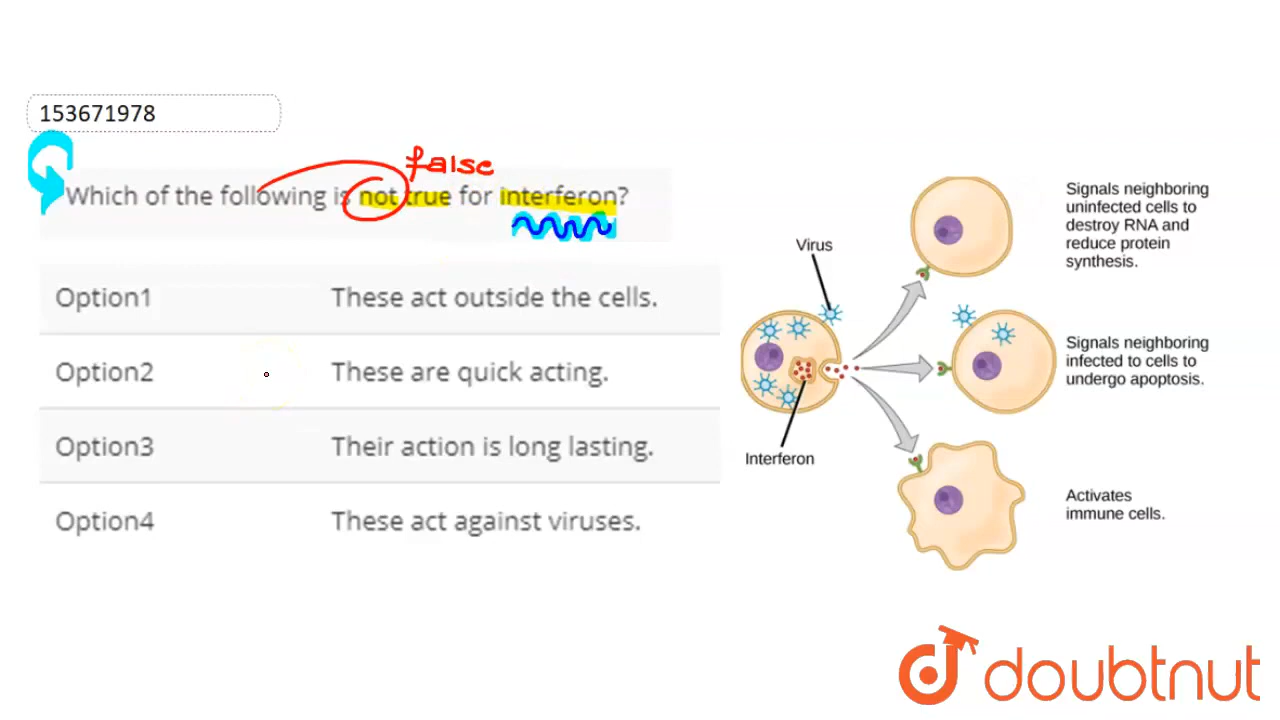 153671978
false
Which of the following is not true for interferon?
Option1 These act outside the cells.
Option2 These are quick acting.
Option3 Their action is long lasting.
Option4 These act against viruses.
Virus
Interferon
Signals neighboring
uninfected cells to
destroy RNA and
reduce protein
synthesis.
Signals neighboring
infected to cells to
undergo apoptosis.
Activates
immune cells.
doubtnut